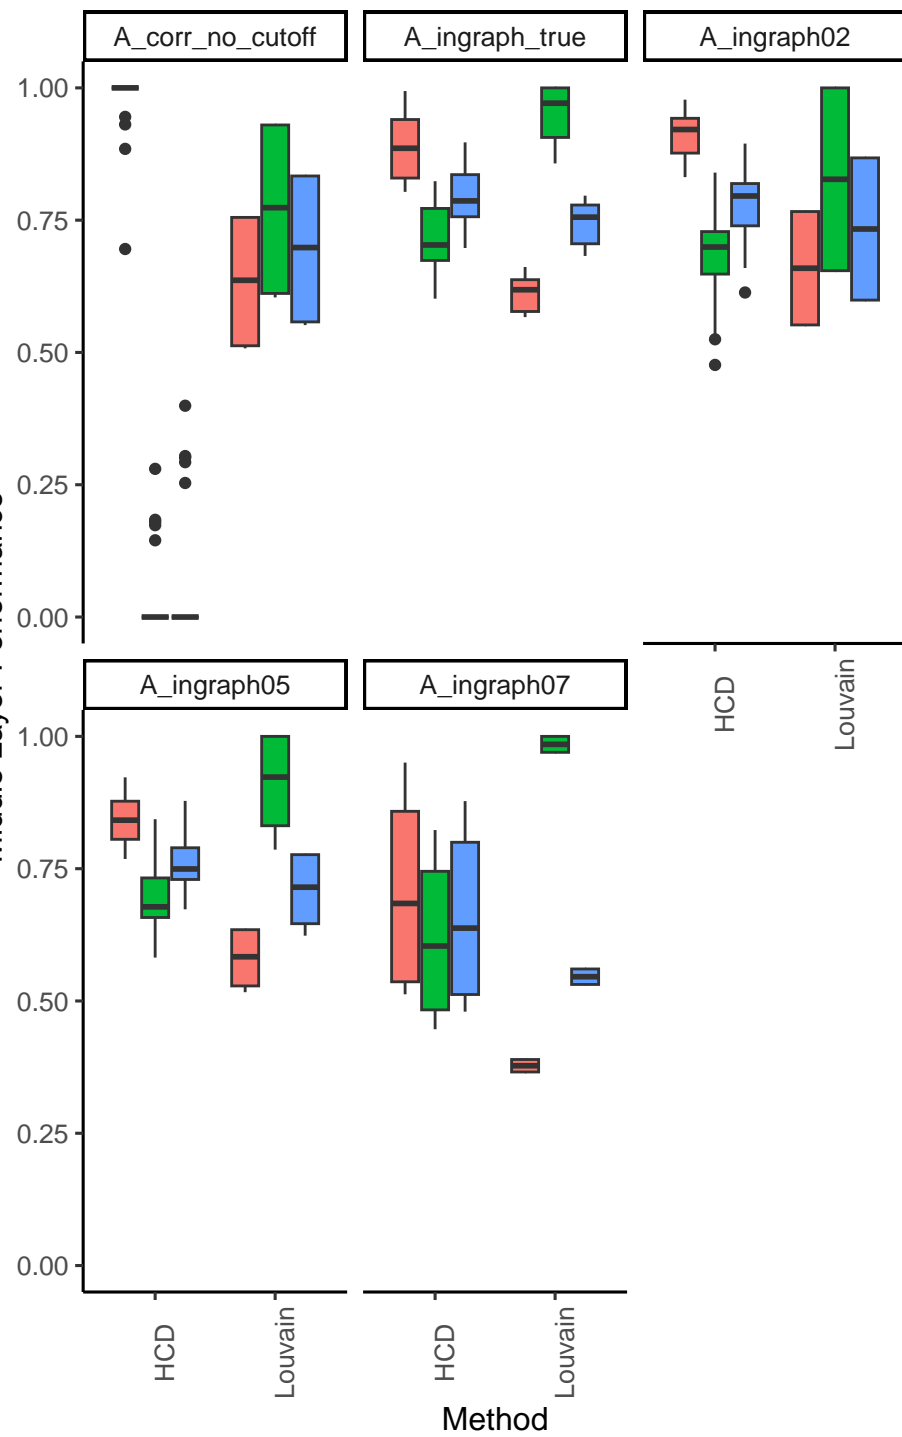 A_corr_no_cutoff A_ingraph_true A_ingraph02
1.00
0.75
0.50
0.25
0.00
HCD Louvain
A_ingraph05 A_ingraph07
1.00
0.75
0.50
0.25
0.00
HCD Louvain HCD Louvain
Method